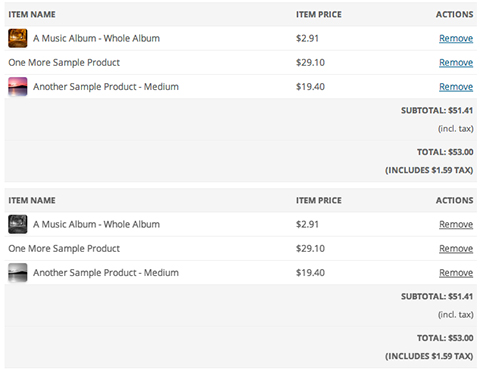 ITEM NAME ITEM PRICE ACTIONS
A Music Album - Whole Album $2.91 Remove
One More Sample Product $29.10 Remove
Another Sample Product - Medium $19.40 Remove
SUBTOTAL: $51.41
(incl. tax)
TOTAL: $53.00
(INCLUDES $1.59 TAX)
ITEM NAME ITEM PRICE ACTIONS
A Music Album - Whole Album $2.91 Remove
One More Sample Product $29.10 Remove
Another Sample Product - Medium $19.40 Remove
SUBTOTAL: $51.41
(incl. tax)
TOTAL: $53.00
(INCLUDES $1.59 TAX)